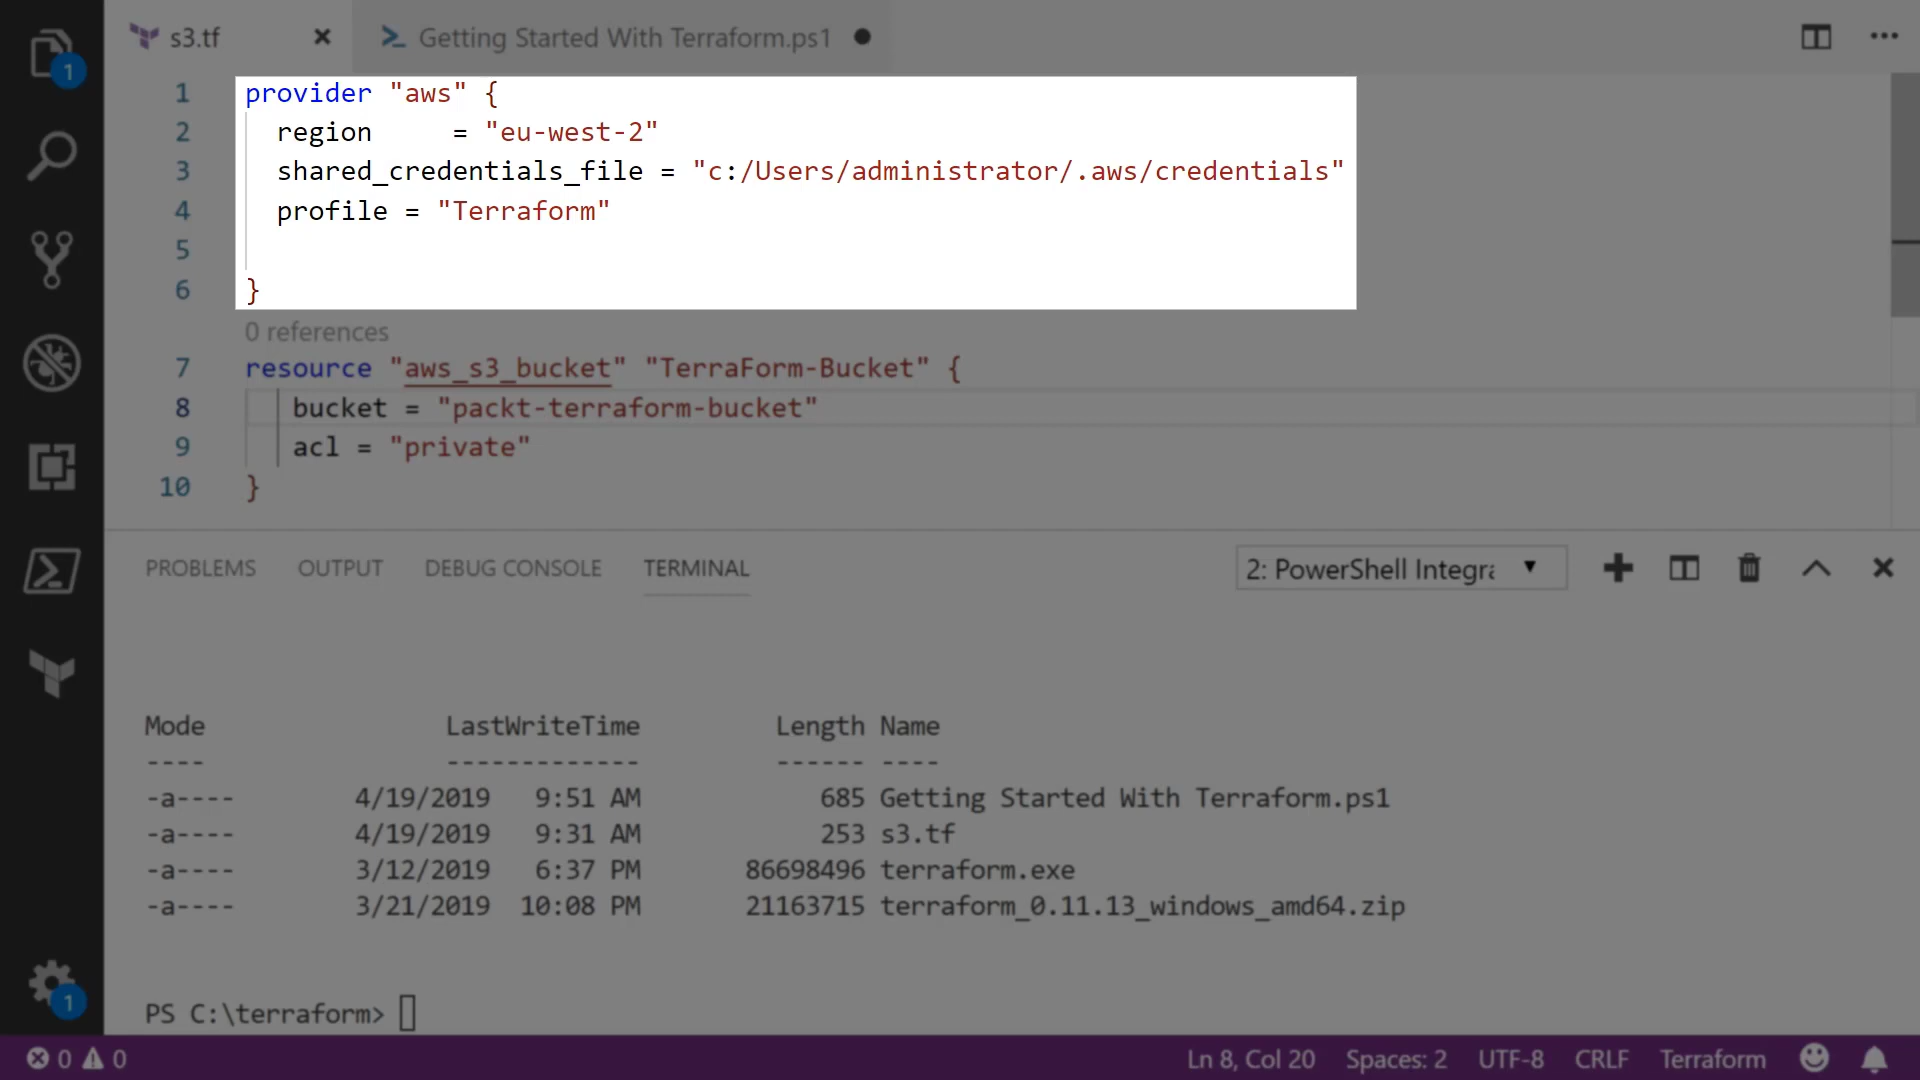 s3.tf
Getting Started With Terraform.ps1
1 provider "aws" {
2 region     = "eu-west-2"
3 shared_credentials_file = "c:/Users/administrator/.aws/credentials"
4 profile = "Terraform"
5
6 }
0 references
7 resource "aws_s3_bucket" "TerraForm-Bucket" {
8 bucket = "packt-terraform-bucket"
9 acl = "private"
10 }
PROBLEMS OUTPUT DEBUG CONSOLE TERMINAL 2: PowerShell Integra
Mode LastWriteTime Length Name
---- ------------- ------ ----
-a---- 4/19/2019 9:51 AM 685 Getting Started With Terraform.ps1
-a---- 4/19/2019 9:31 AM 253 s3.tf
-a---- 3/12/2019 6:37 PM 86698496 terraform.exe
-a---- 3/21/2019 10:08 PM 21163715 terraform_0.11.13_windows_amd64.zip
PS C:\terraform>
1
1
0 0 Ln 8, Col 20 Spaces: 2 UTF-8 CRLF Terraform